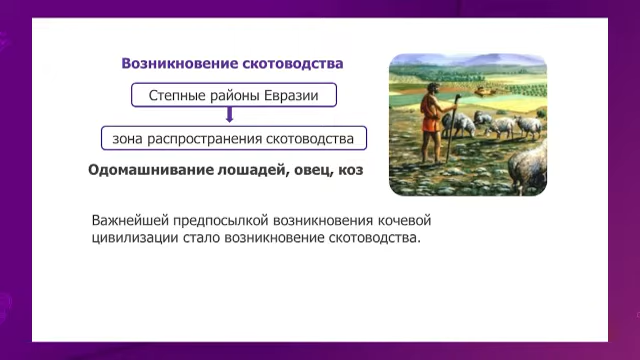 Возникновение скотоводства
Степные районы Евразии
зона распространения скотоводства
Одомашнивание лошадей, овец, коз
Важнейшей предпосылкой возникновения кочевой
цивилизации стало возникновение скотоводства.